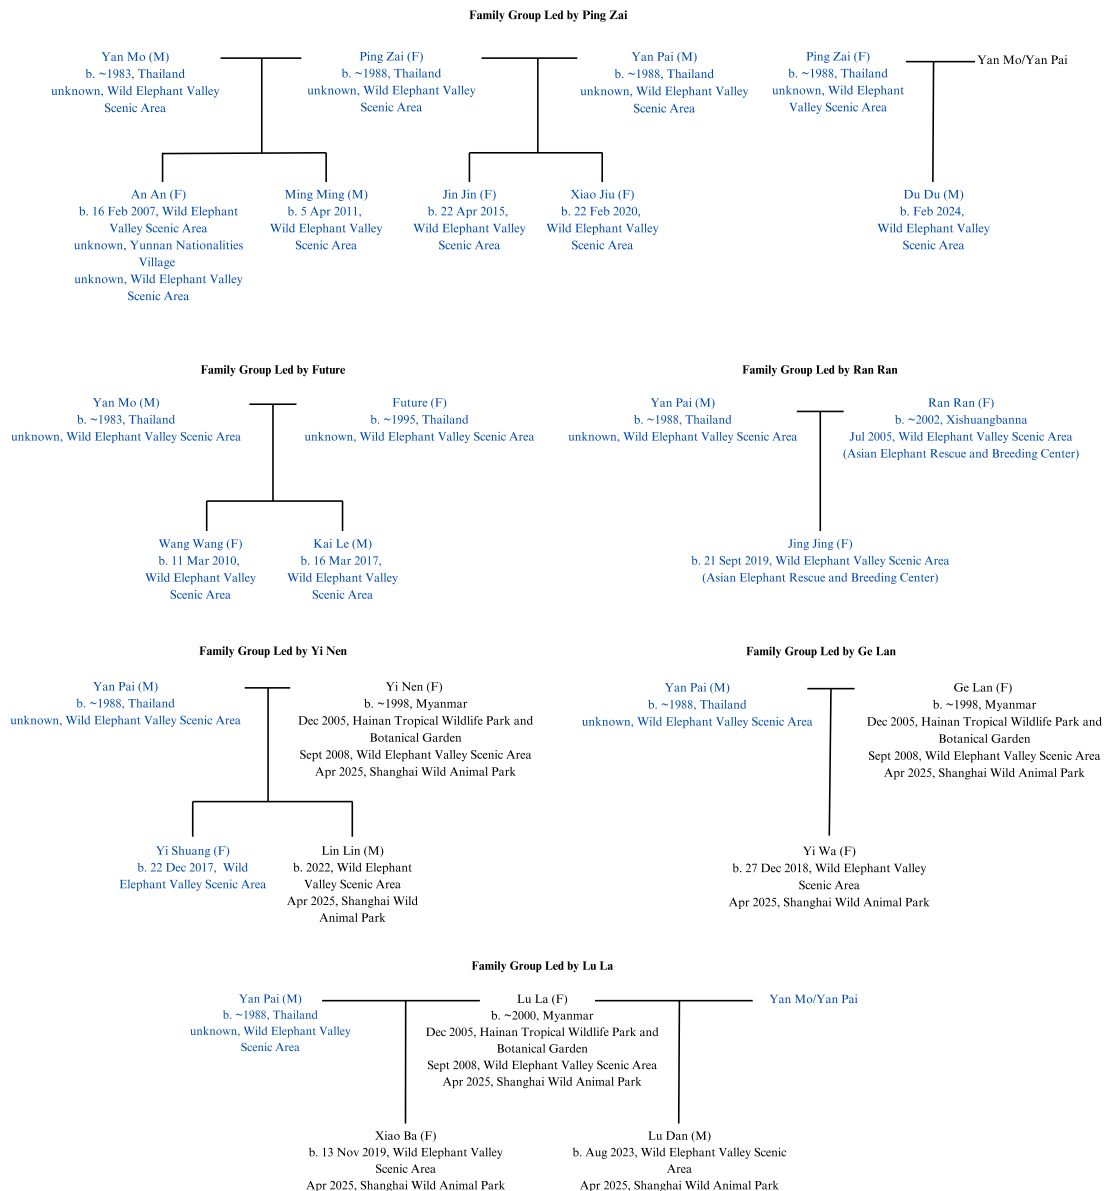 Family Group Led by Ping Zai
Yan Mo (M)
b. ~1983, Thailand
unknown, Wild Elephant Valley
Scenic Area
Ping Zai (F)
b. ~1988, Thailand
unknown, Wild Elephant Valley
Scenic Area
Yan Pai (M)
b. ~1988, Thailand
unknown, Wild Elephant Valley
Scenic Area
Ping Zai (F)
b. ~1988, Thailand
unknown, Wild Elephant
Valley Scenic Area
Yan Mo/Yan Pai
An An (F)
b. 16 Feb 2007, Wild Elephant
Valley Scenic Area
unknown, Yunnan Nationalities
Village
unknown, Wild Elephant Valley
Scenic Area
Ming Ming (M)
b. 5 Apr 2011,
Wild Elephant Valley
Scenic Area
Jin Jin (F)
b. 22 Apr 2015,
Wild Elephant Valley
Scenic Area
Xiao Jiu (F)
b. 22 Feb 2020,
Wild Elephant Valley
Scenic Area
Du Du (M)
b. Feb 2024,
Wild Elephant Valley
Scenic Area
Family Group Led by Future
Yan Mo (M)
b. ~1983, Thailand
unknown, Wild Elephant Valley Scenic Area
Future (F)
b. ~1995, Thailand
unknown, Wild Elephant Valley Scenic Area
Wang Wang (F)
b. 11 Mar 2010,
Wild Elephant Valley
Scenic Area
Kai Le (M)
b. 16 Mar 2017,
Wild Elephant Valley
Scenic Area
Family Group Led by Ran Ran
Yan Pai (M)
b. ~1988, Thailand
unknown, Wild Elephant Valley Scenic Area
Ran Ran (F)
b. ~2002, Xishuangbanna
Jul 2005, Wild Elephant Valley Scenic Area
(Asian Elephant Rescue and Breeding Center)
Jing Jing (F)
b. 21 Sept 2019, Wild Elephant Valley Scenic Area
(Asian Elephant Rescue and Breeding Center)
Family Group Led by Yi Nen
Yan Pai (M)
b. ~1988, Thailand
unknown, Wild Elephant Valley Scenic Area
Yi Nen (F)
b. ~1998, Myanmar
Dec 2005, Hainan Tropical Wildlife Park and
Botanical Garden
Sept 2008, Wild Elephant Valley Scenic Area
Apr 2025, Shanghai Wild Animal Park
Yi Shuang (F)
b. 22 Dec 2017, Wild
Elephant Valley Scenic Area
Lin Lin (M)
b. 2022, Wild Elephant
Valley Scenic Area
Apr 2025, Shanghai Wild
Animal Park
Family Group Led by Ge Lan
Yan Pai (M)
b. ~1988, Thailand
unknown, Wild Elephant Valley Scenic Area
Ge Lan (F)
b. ~1998, Myanmar
Dec 2005, Hainan Tropical Wildlife Park and
Botanical Garden
Sept 2008, Wild Elephant Valley Scenic Area
Apr 2025, Shanghai Wild Animal Park
Yi Wa (F)
b. 27 Dec 2018, Wild Elephant Valley
Scenic Area
Apr 2025, Shanghai Wild Animal Park
Family Group Led by Lu La
Yan Pai (M)
b. ~1988, Thailand
unknown, Wild Elephant Valley
Scenic Area
Lu La (F)
b. ~2000, Myanmar
Dec 2005, Hainan Tropical Wildlife Park and
Botanical Garden
Sept 2008, Wild Elephant Valley Scenic Area
Apr 2025, Shanghai Wild Animal Park
Yan Mo/Yan Pai
Xiao Ba (F)
b. 13 Nov 2019, Wild Elephant Valley
Scenic Area
Apr 2025, Shanghai Wild Animal Park
Lu Dan (M)
b. Aug 2023, Wild Elephant Valley Scenic
Area
Apr 2025, Shanghai Wild Animal Park